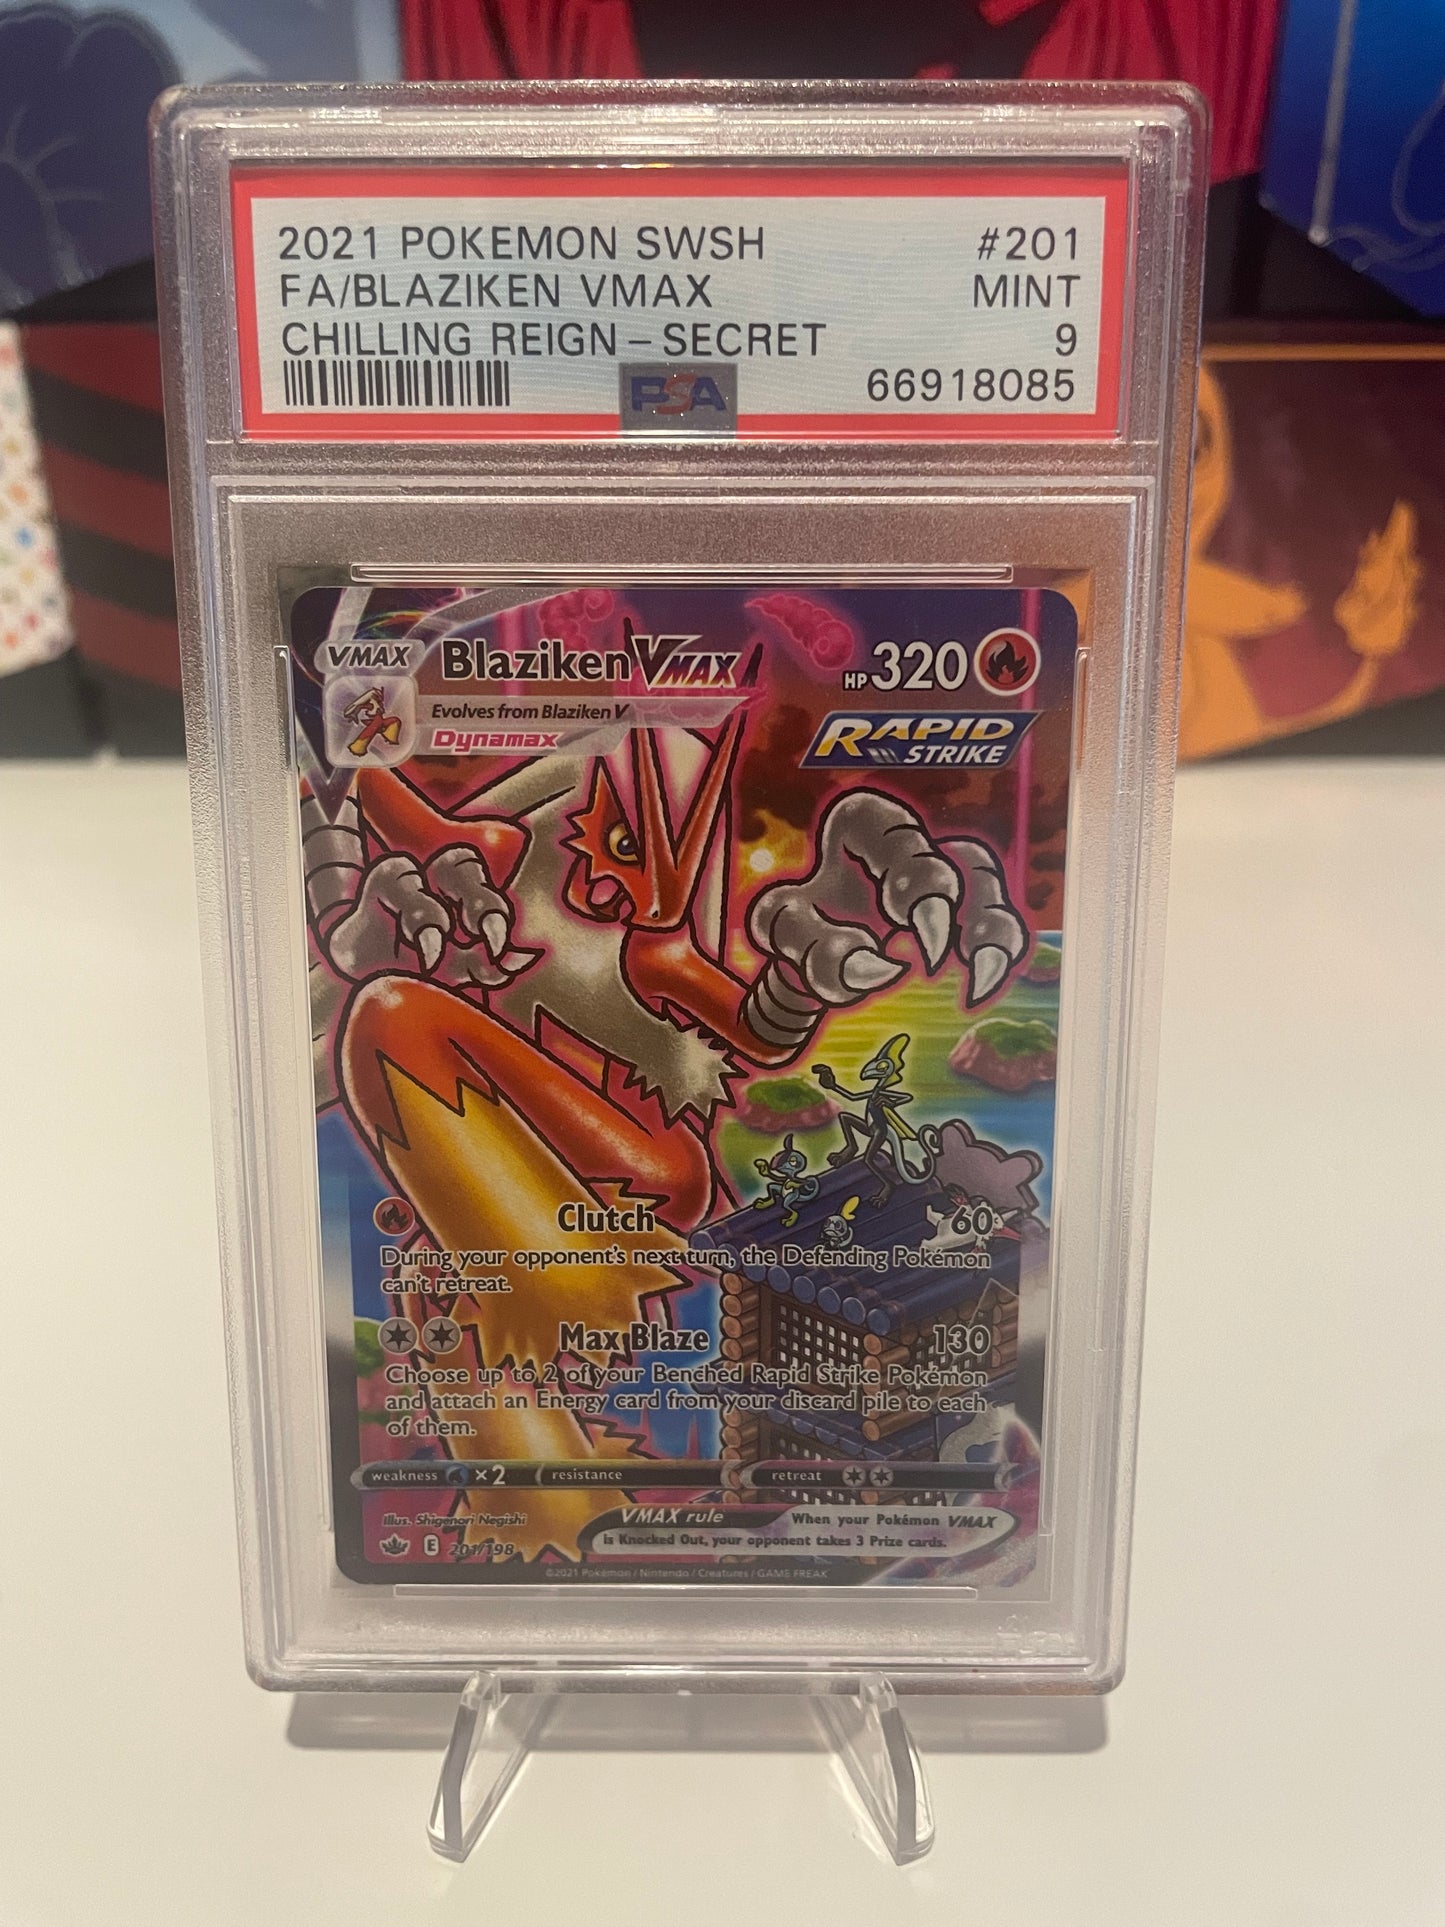 2021 POKEMON SWSH #201
FA/BLAZIKEN VMAX MINT
CHILLING REIGN - SECRET 9
PSA 66918085
VMAX Blaziken VMAX HP 320
Evolves from Blaziken V
Dynamax
RAPID
STRIKE
Clutch 60
During your opponent's next turn, the Defending Pokémon
can't retreat.
Max Blaze 130
Choose up to 2 of your Benched Rapid Strike Pokémon
and attach an Energy card from your discard pile to each
of them.
weakness ×2 resistance retreat
Illus. Shigenori Negishi
VMAX rule When your Pokémon VMAX
is Knocked Out, your opponent takes 3 Prize cards.
E 201/198
©2021 Pokémon / Nintendo / Creatures / GAME FREAK